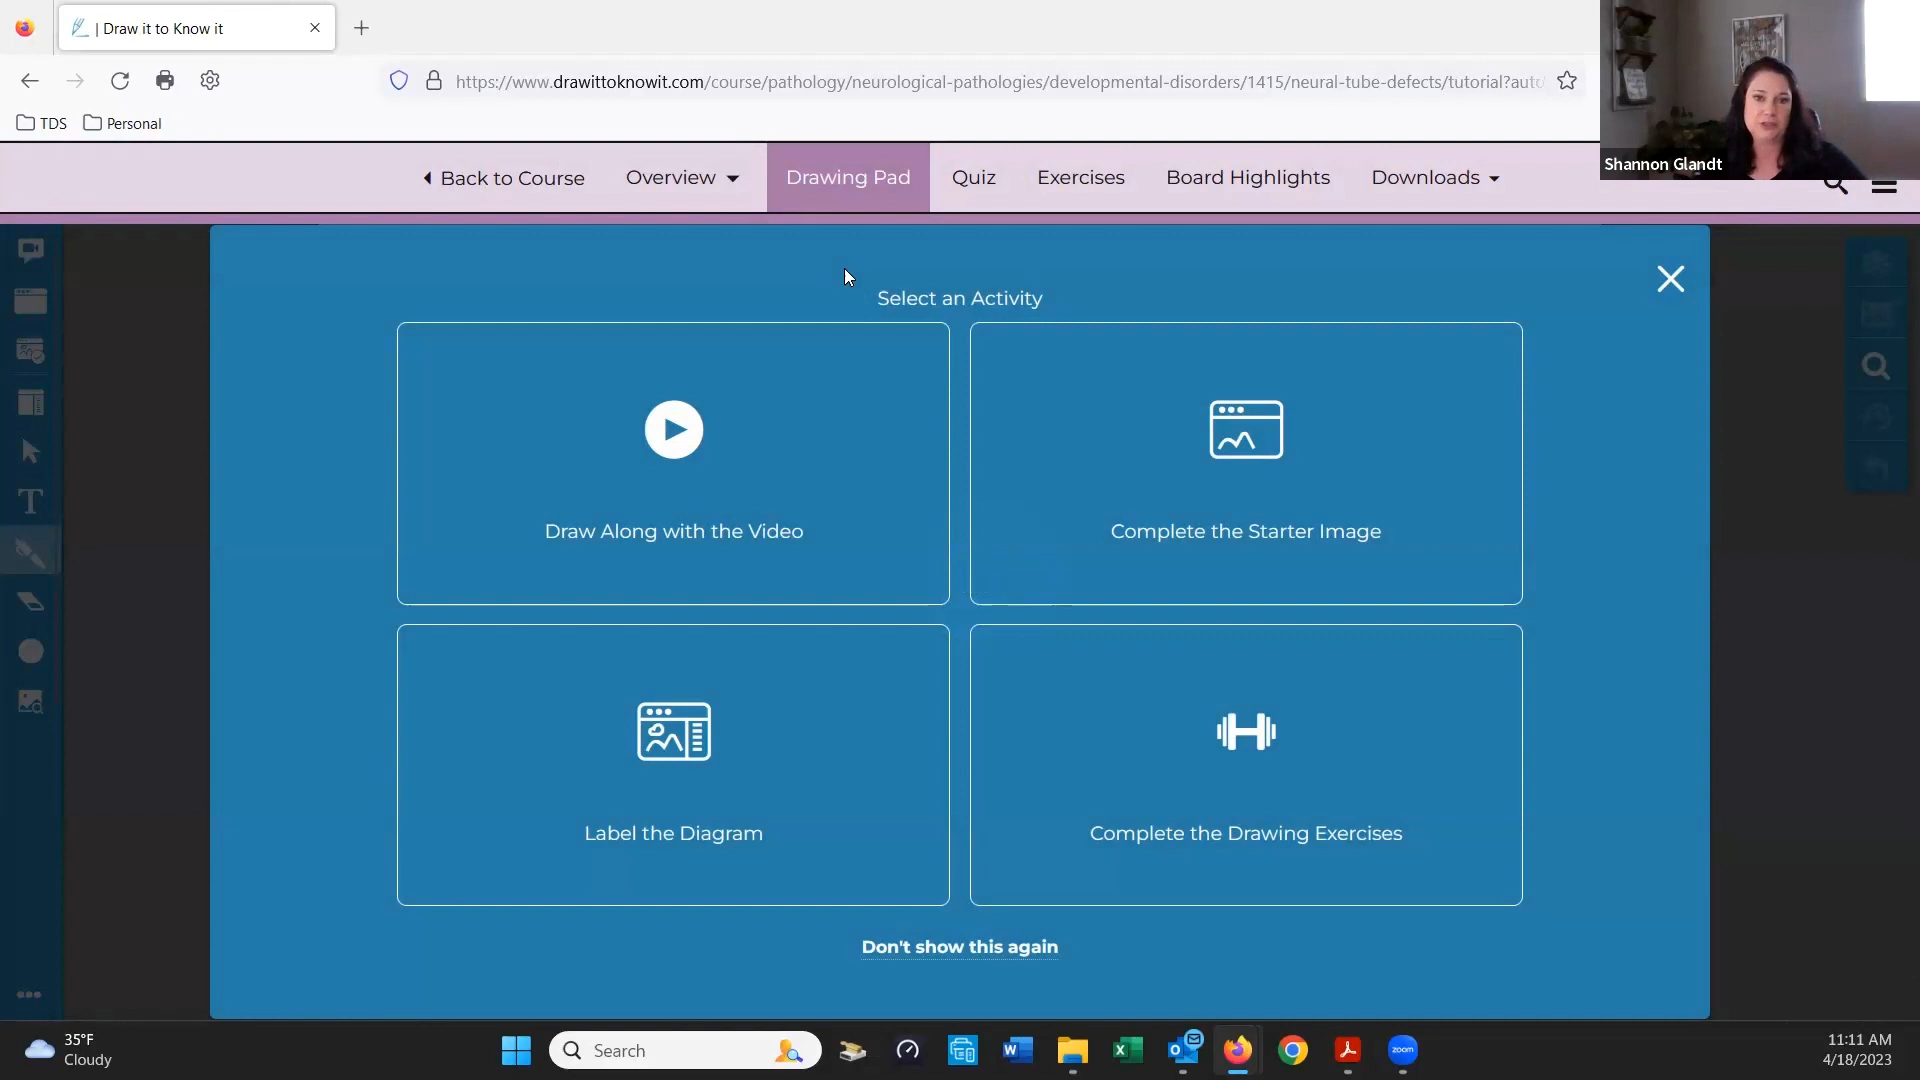 | Draw it to Know it
https://www.drawittoknowit.com/course/pathology/neurological-pathologies/developmental-disorders/1415/neural-tube-defects/tutorial?auto
TDS
Personal
Shannon Glandt
Back to Course
Overview
Drawing Pad
Quiz
Exercises
Board Highlights
Downloads
T
Select an Activity
Draw Along with the Video
Complete the Starter Image
Label the Diagram
Complete the Drawing Exercises
Don't show this again
35°F
Cloudy
Search
zoom
11:11 AM
4/18/2023